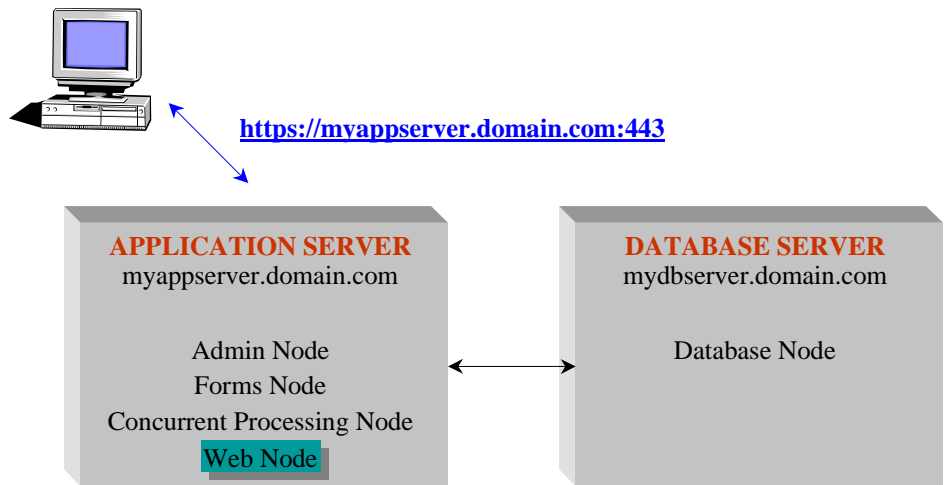 https://myappserver.domain.com:443
APPLICATION SERVER
myappserver.domain.com
Admin Node
Forms Node
Concurrent Processing Node
Web Node
DATABASE SERVER
mydbserver.domain.com
Database Node